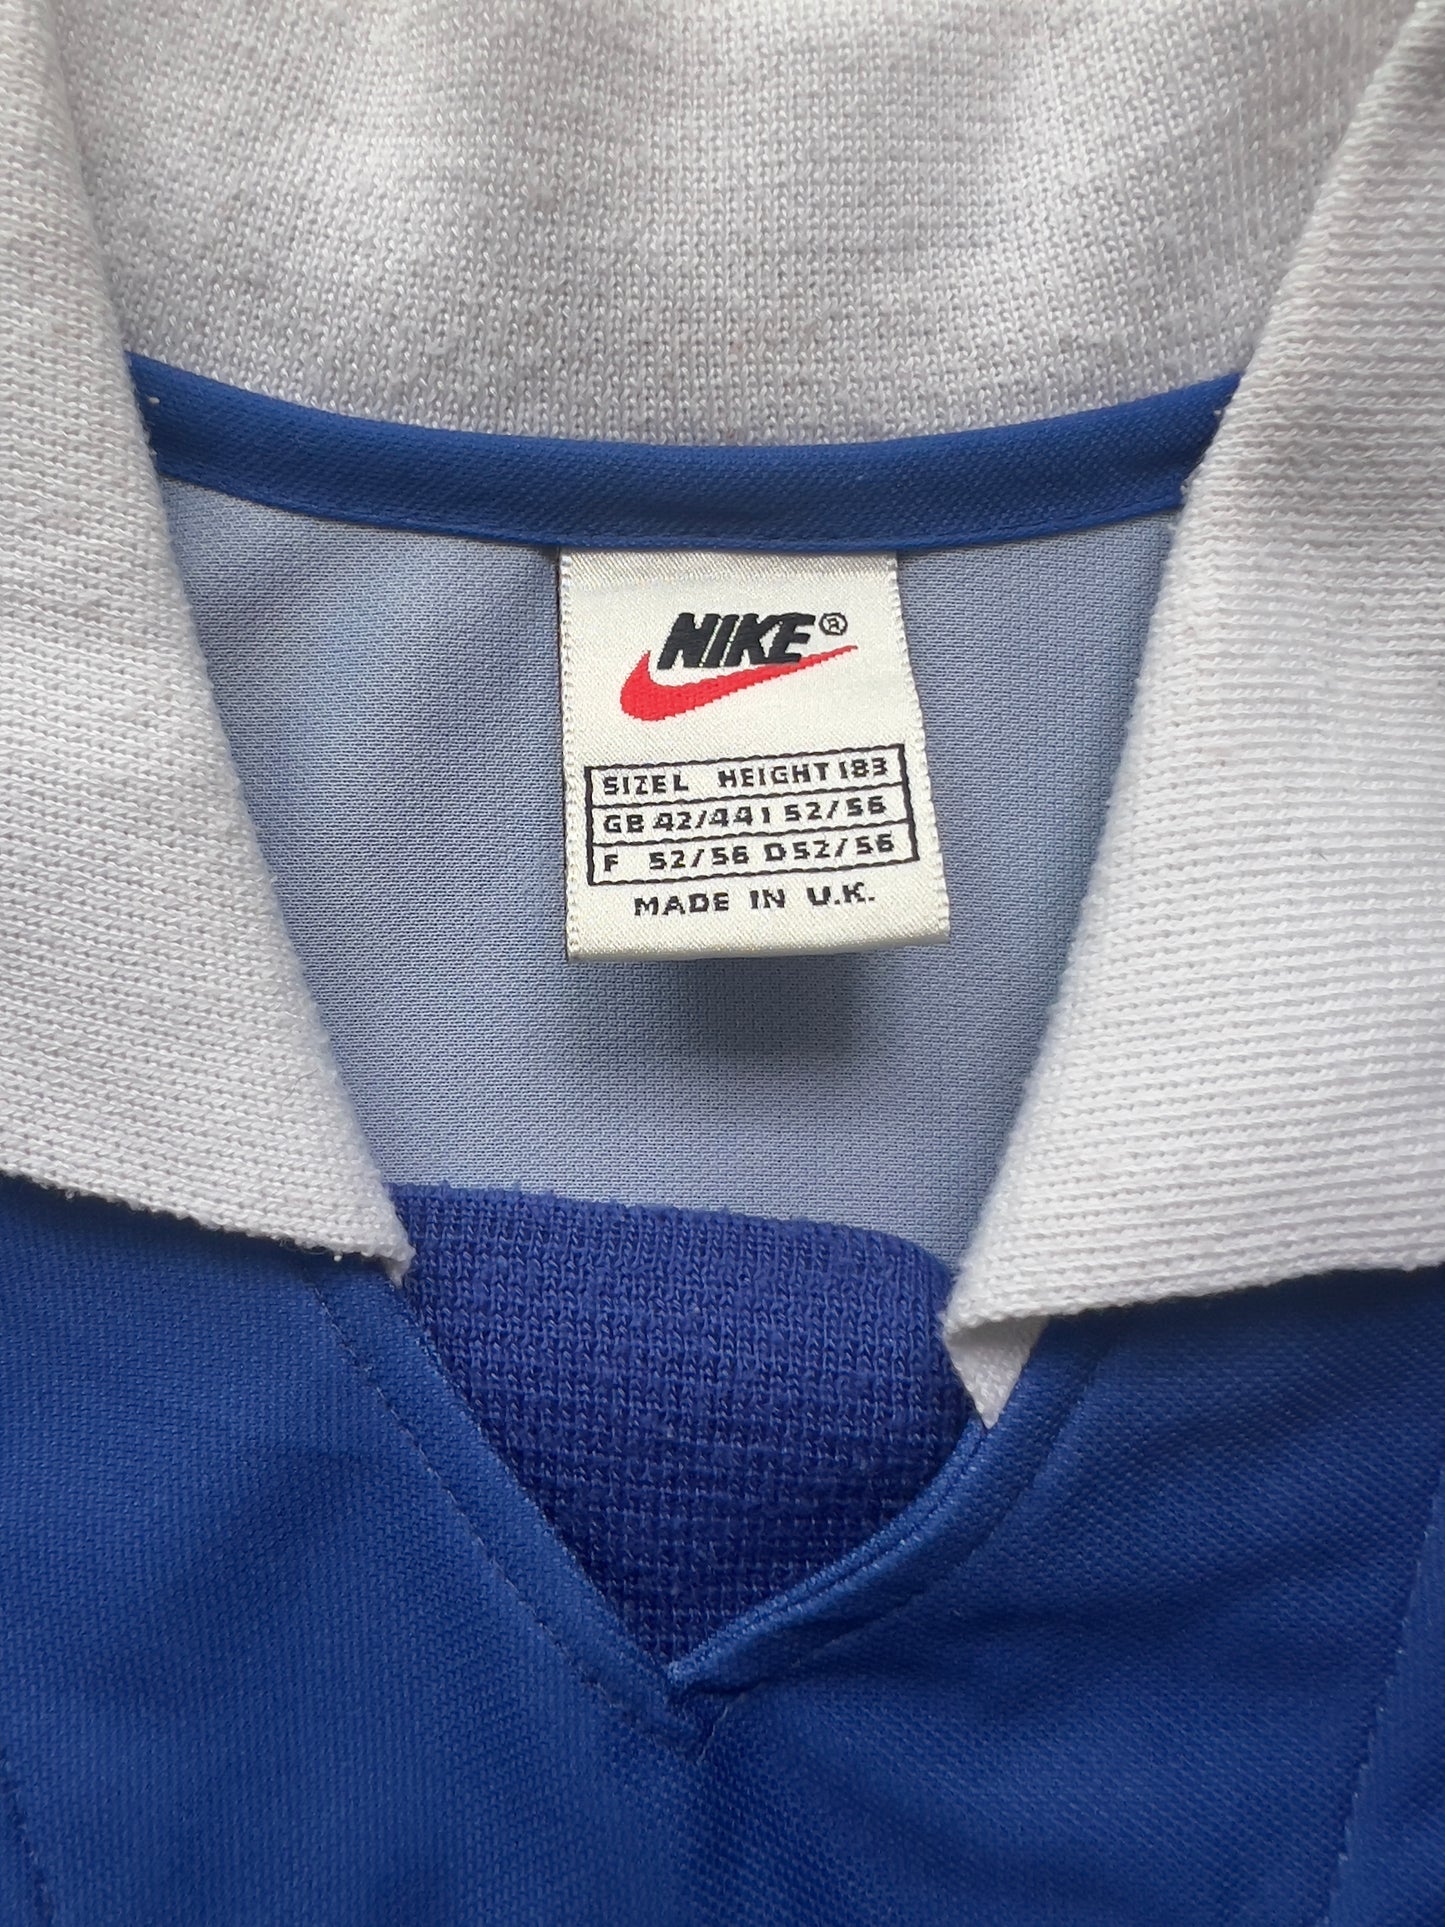 NIKE®
SIZE L HEIGHT 183
GB 42/44 I 52/56
F 52/56 D 52/56
MADE IN U.K.